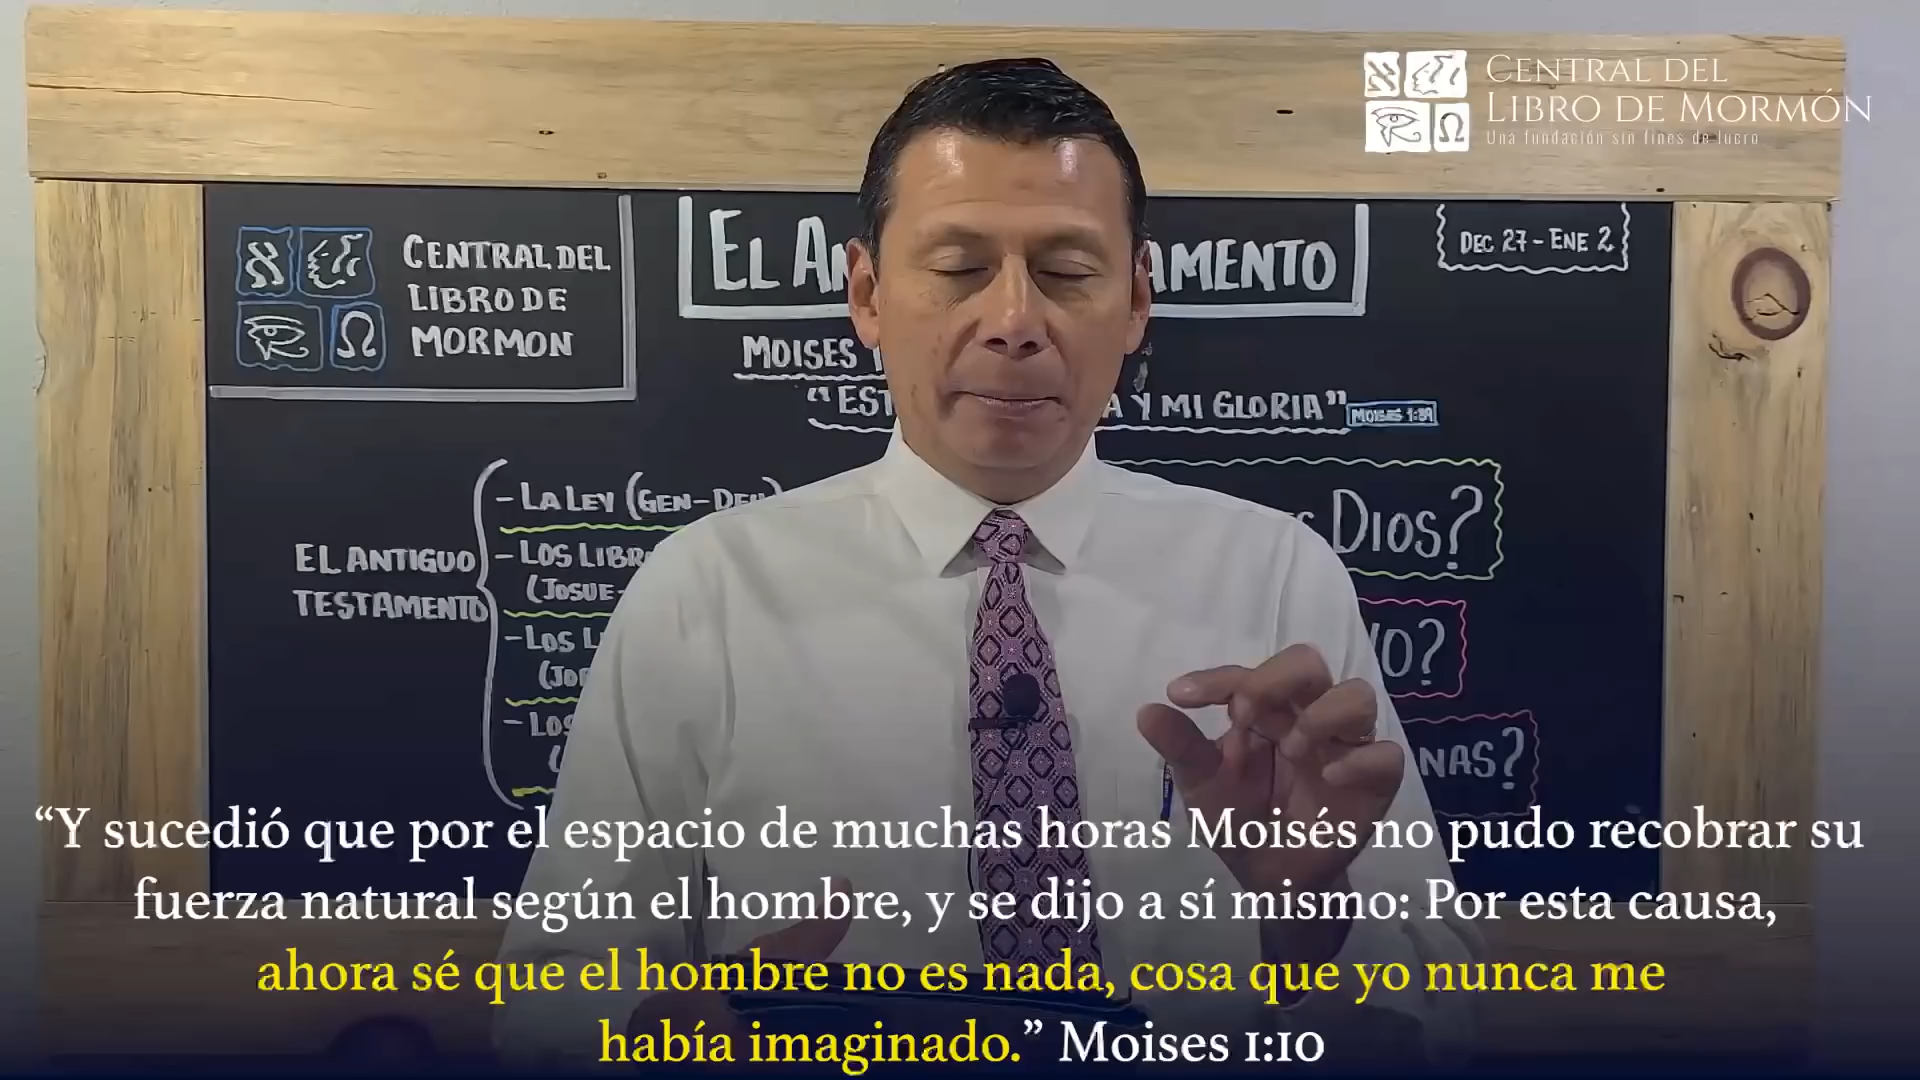 CENTRAL DEL
LIBRO DE MORMÓN
Una fundación sin fines de lucro
CENTRAL DEL
LIBRO DE
MORMON
EL AN AMENTO
DEC 27 - ENE 2
MOISES 1
"EST A Y MI GLORIA" MOISES 1:39
EL ANTIGUO
TESTAMENTO
- LA LEY (GEN-DEU)
- LOS LIBR
(JOSUE-
- LOS L
- LOS
DIOS?
YO?
NAS?
“Y sucedió que por el espacio de muchas horas Moisés no pudo recobrar su
fuerza natural según el hombre, y se dijo a sí mismo: Por esta causa,
ahora sé que el hombre no es nada, cosa que yo nunca me
había imaginado.” Moises 1:10